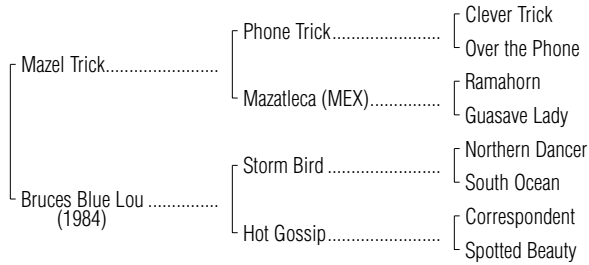 Clever Trick
Phone Trick..................
Over the Phone
Mazel Trick.......................
Ramahorn
Mazatleca (MEX)...............
Guasave Lady
Northern Dancer
Storm Bird .......................
South Ocean
Bruces Blue Lou ..............
(1984)
Correspondent
Hot Gossip.......................
Spotted Beauty